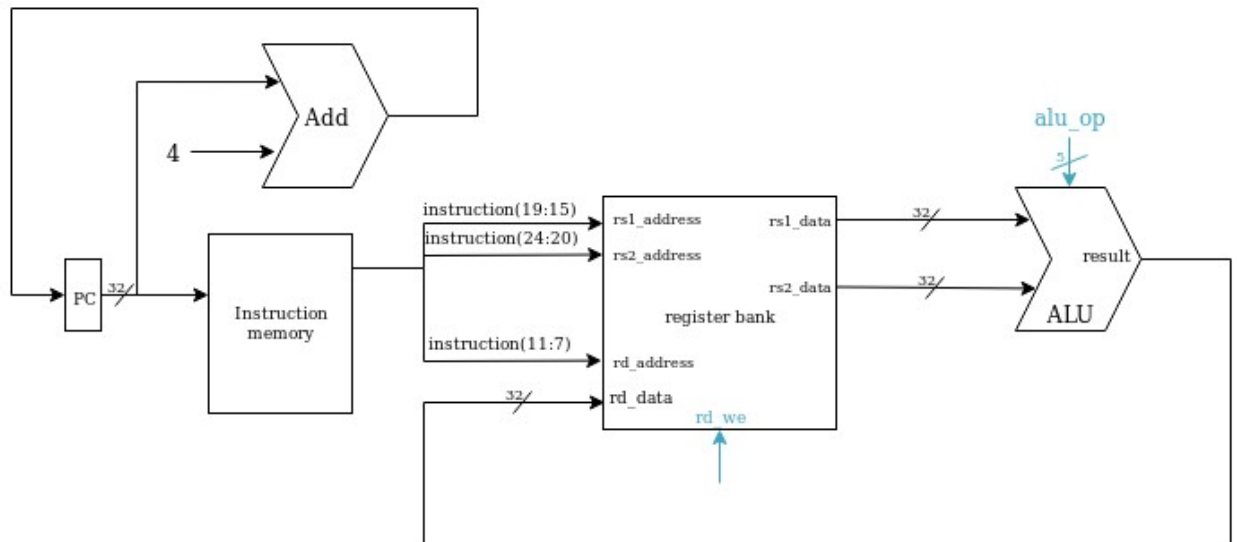 Add
4
alu_op
5
instruction(19:15)
instruction(24:20)
instruction(11:7)
PC
32
Instruction
memory
rs1_address
rs2_address
rd_address
rd_data
rs1_data
rs2_data
register bank
rd_we
32
32
32
result
ALU